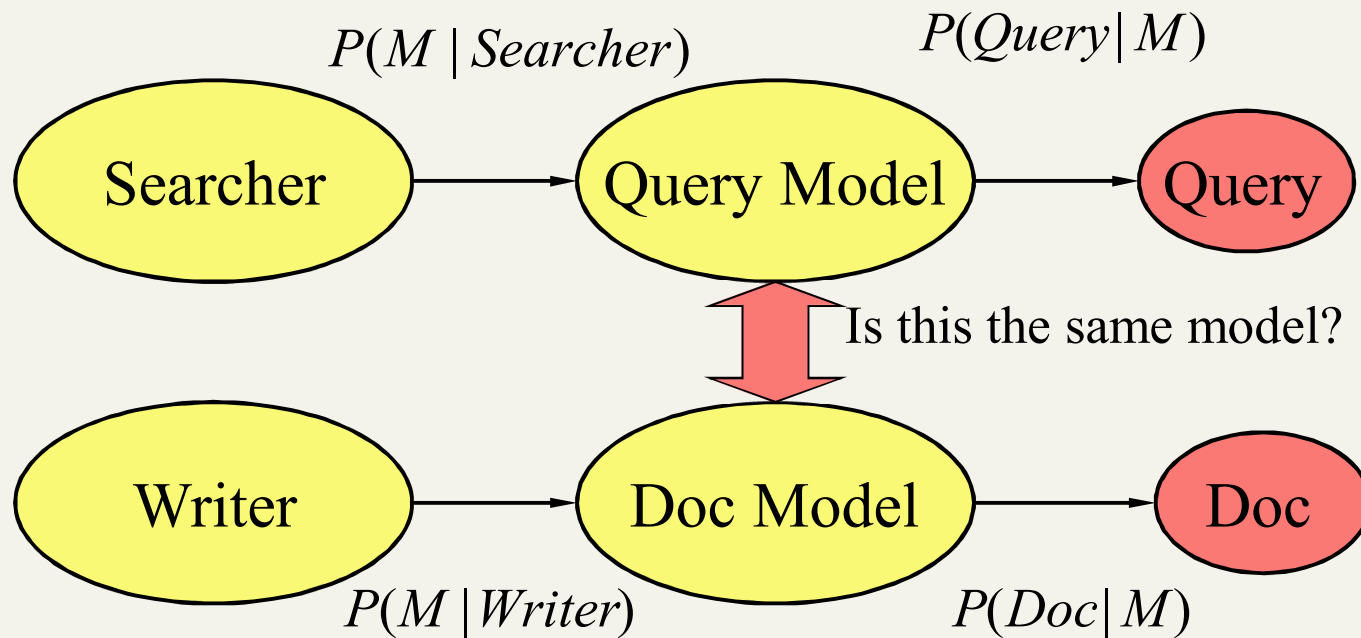 P(M | Searcher)
P(Query | M)
Searcher
Query Model
Query
Is this the same model?
Writer
Doc Model
Doc
P(M | Writer)
P(Doc | M)